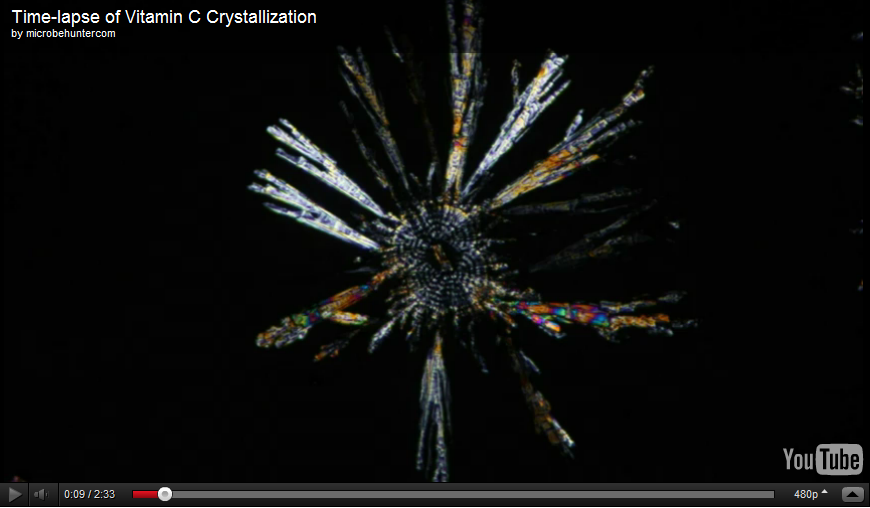 Time-lapse of Vitamin C Crystallization
by microbehuntercom
YouTube
0:09 / 2:33
480p